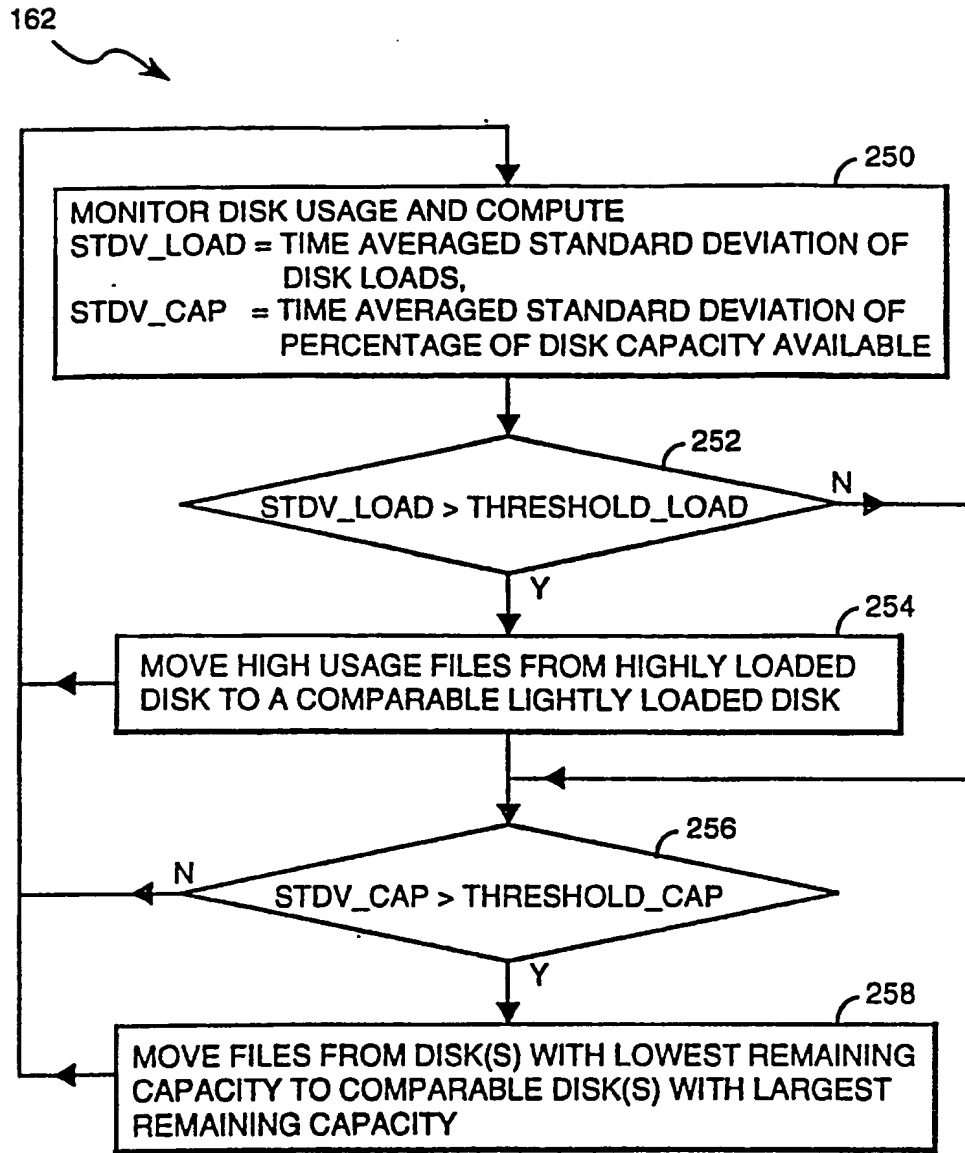 162
250
MONITOR DISK USAGE AND COMPUTE
STDV_LOAD = TIME AVERAGED STANDARD DEVIATION OF
DISK LOADS,
STDV_CAP = TIME AVERAGED STANDARD DEVIATION OF
PERCENTAGE OF DISK CAPACITY AVAILABLE
252
STDV_LOAD > THRESHOLD_LOAD
N
Y
254
MOVE HIGH USAGE FILES FROM HIGHLY LOADED
DISK TO A COMPARABLE LIGHTLY LOADED DISK
256
N
STDV_CAP > THRESHOLD_CAP
Y
258
MOVE FILES FROM DISK(S) WITH LOWEST REMAINING
CAPACITY TO COMPARABLE DISK(S) WITH LARGEST
REMAINING CAPACITY